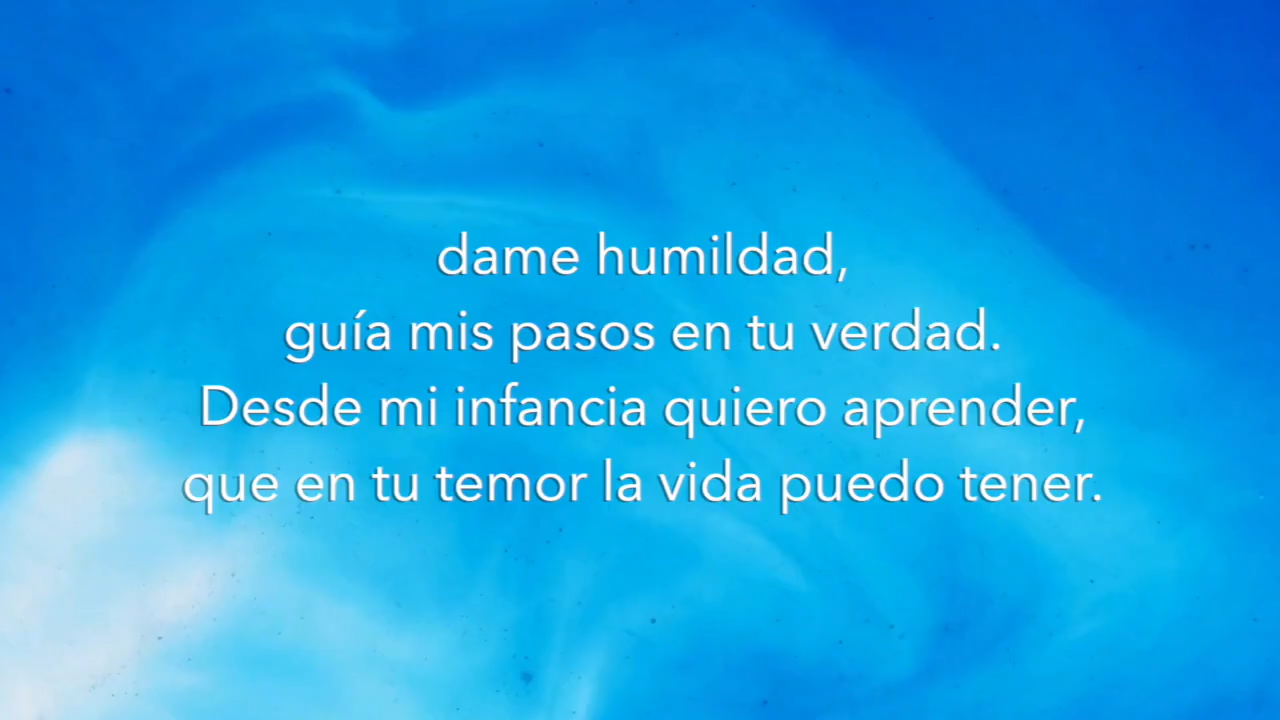 dame humildad,
guía mis pasos en tu verdad.
Desde mi infancia quiero aprender,
que en tu temor la vida puedo tener.